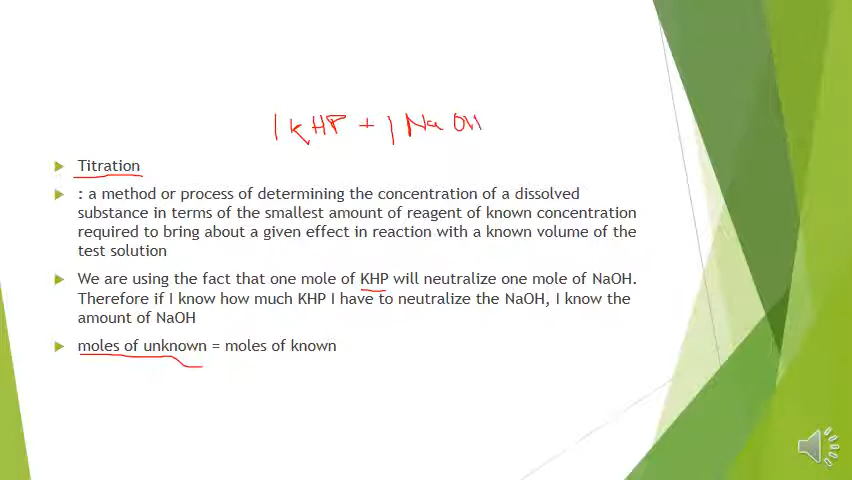 1 KHP + 1 NaOH
Titration
: a method or process of determining the concentration of a dissolved
substance in terms of the smallest amount of reagent of known concentration
required to bring about a given effect in reaction with a known volume of the
test solution
We are using the fact that one mole of KHP will neutralize one mole of NaOH.
Therefore if I know how much KHP I have to neutralize the NaOH, I know the
amount of NaOH
moles of unknown = moles of known